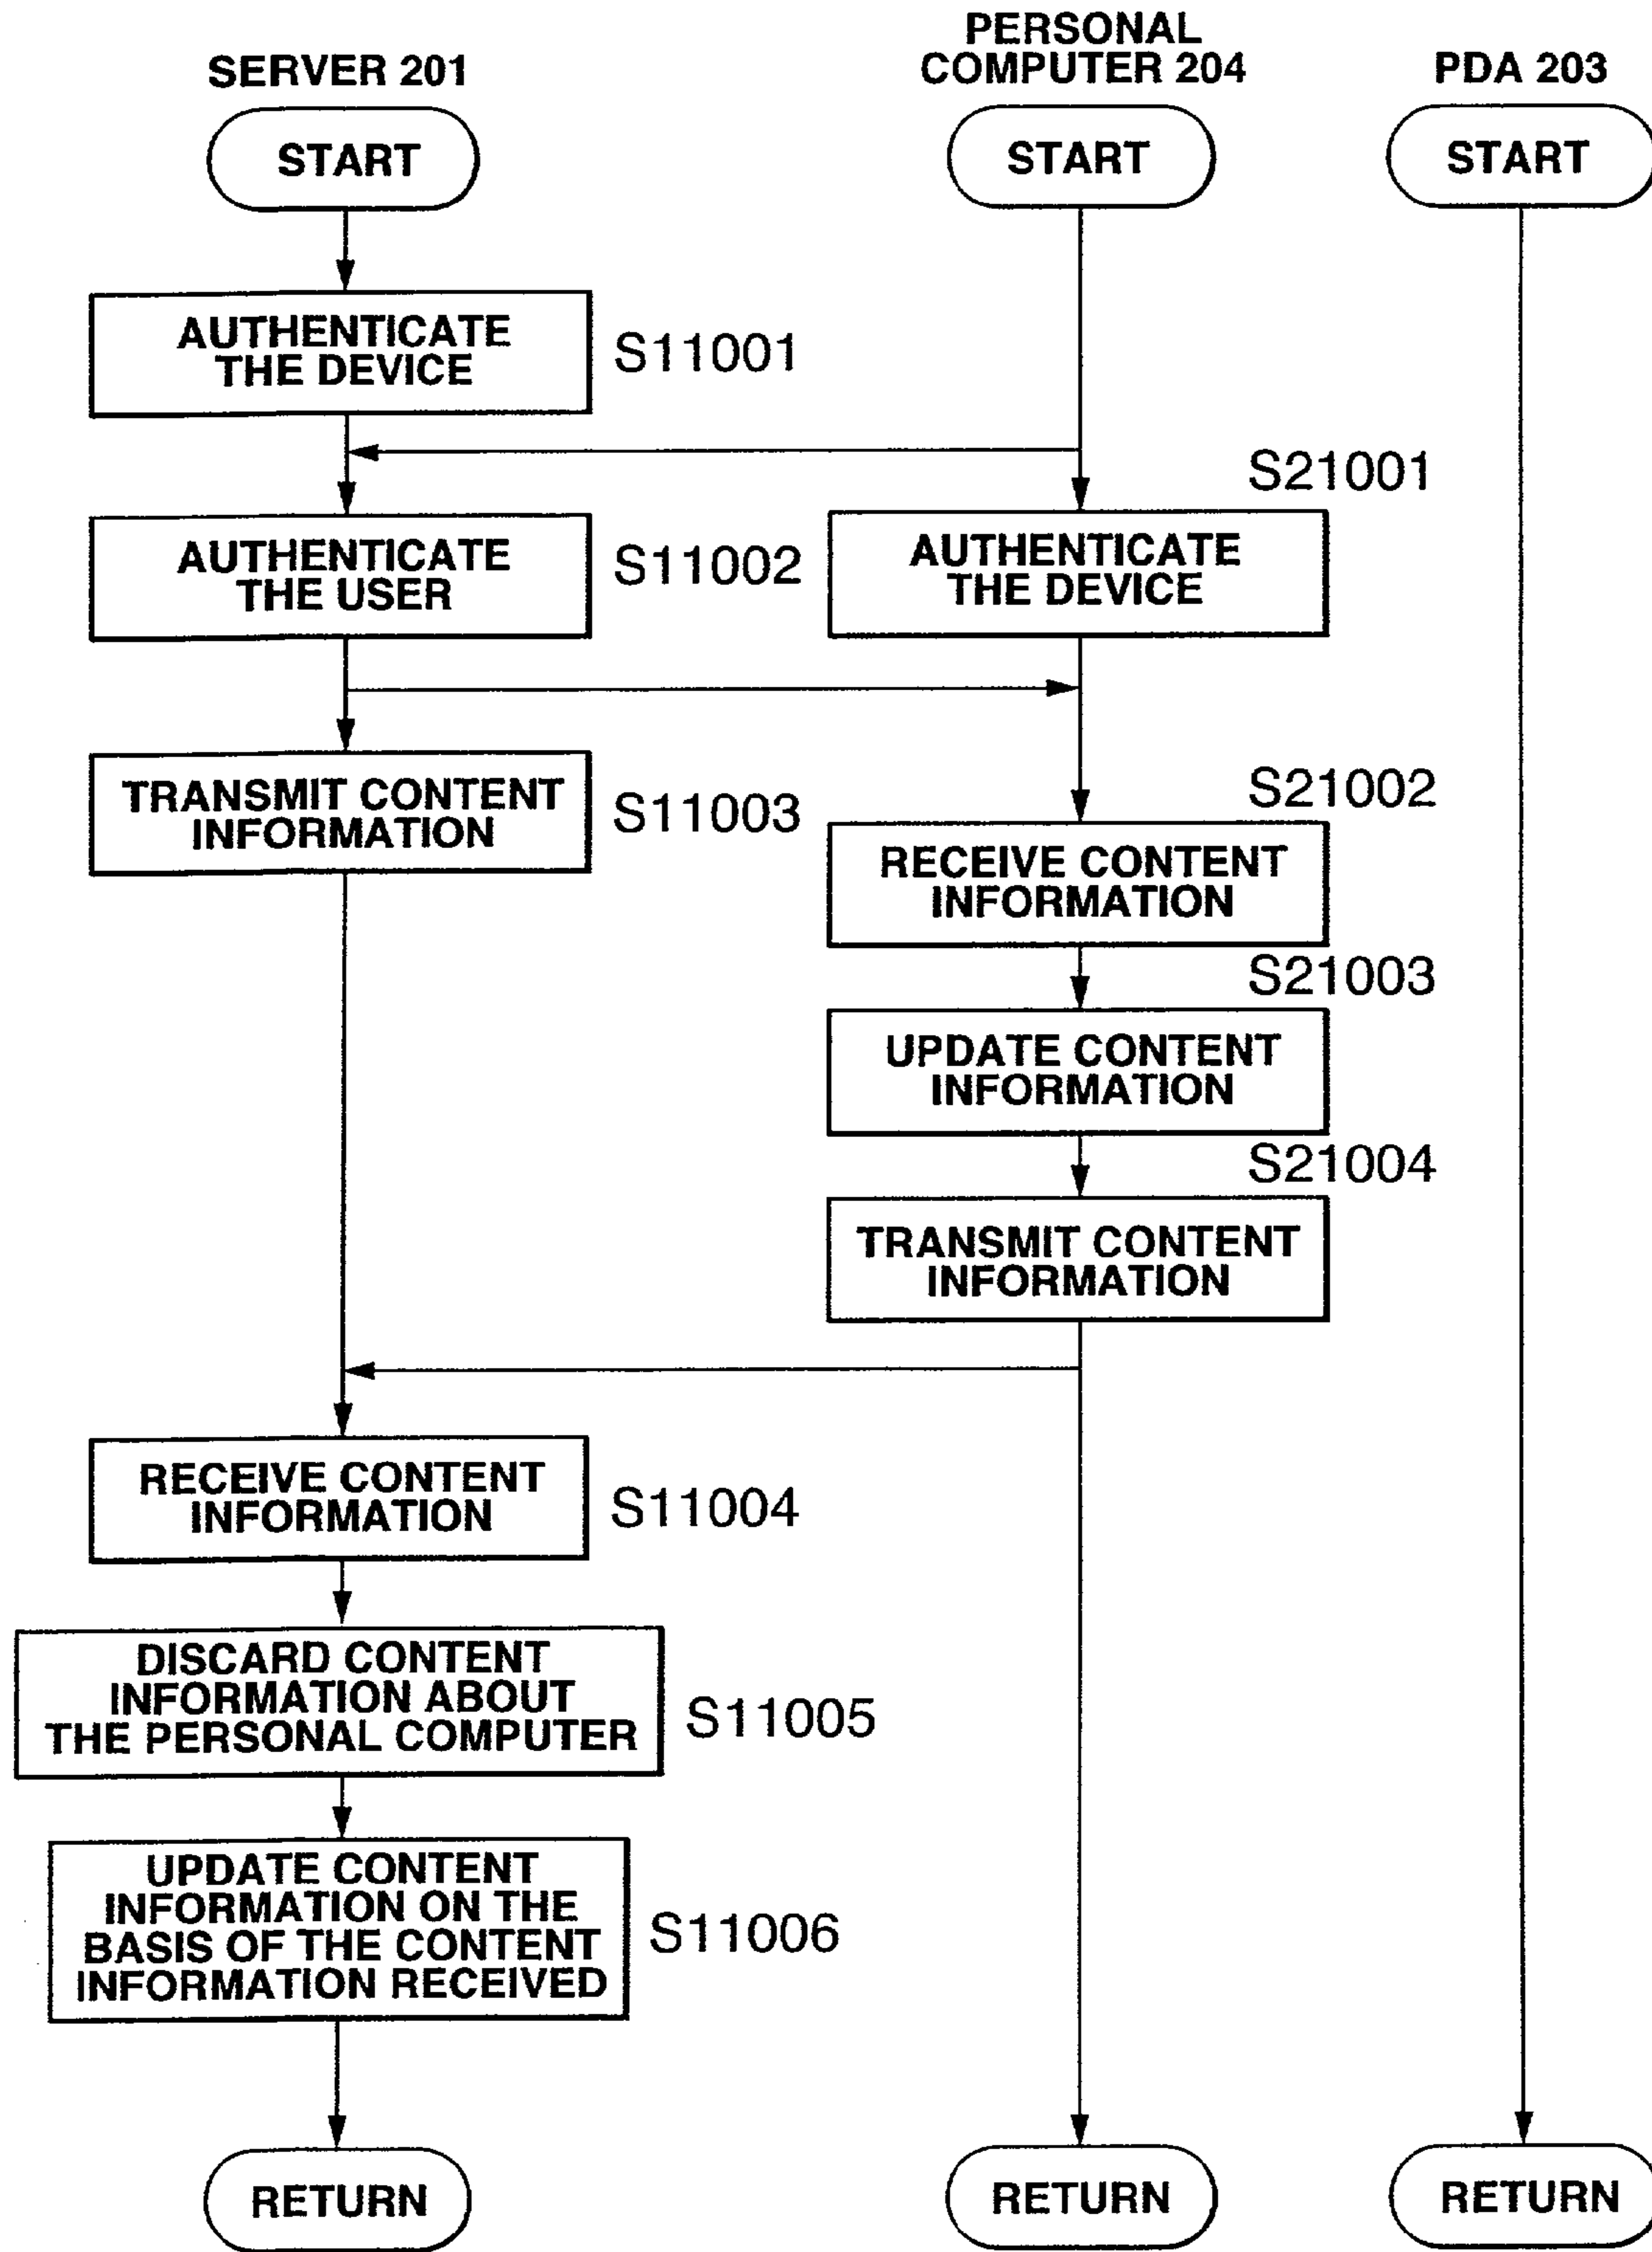 SERVER 201
PERSONAL
COMPUTER 204
PDA 203
START
START
START
AUTHENTICATE
THE DEVICE
S11001
S21001
AUTHENTICATE
THE USER
S11002
AUTHENTICATE
THE DEVICE
TRANSMIT CONTENT
INFORMATION
S11003
S21002
RECEIVE CONTENT
INFORMATION
S21003
UPDATE CONTENT
INFORMATION
S21004
TRANSMIT CONTENT
INFORMATION
RECEIVE CONTENT
INFORMATION
S11004
DISCARD CONTENT
INFORMATION ABOUT
THE PERSONAL COMPUTER
S11005
UPDATE CONTENT
INFORMATION ON THE
BASIS OF THE CONTENT
INFORMATION RECEIVED
S11006
RETURN
RETURN
RETURN